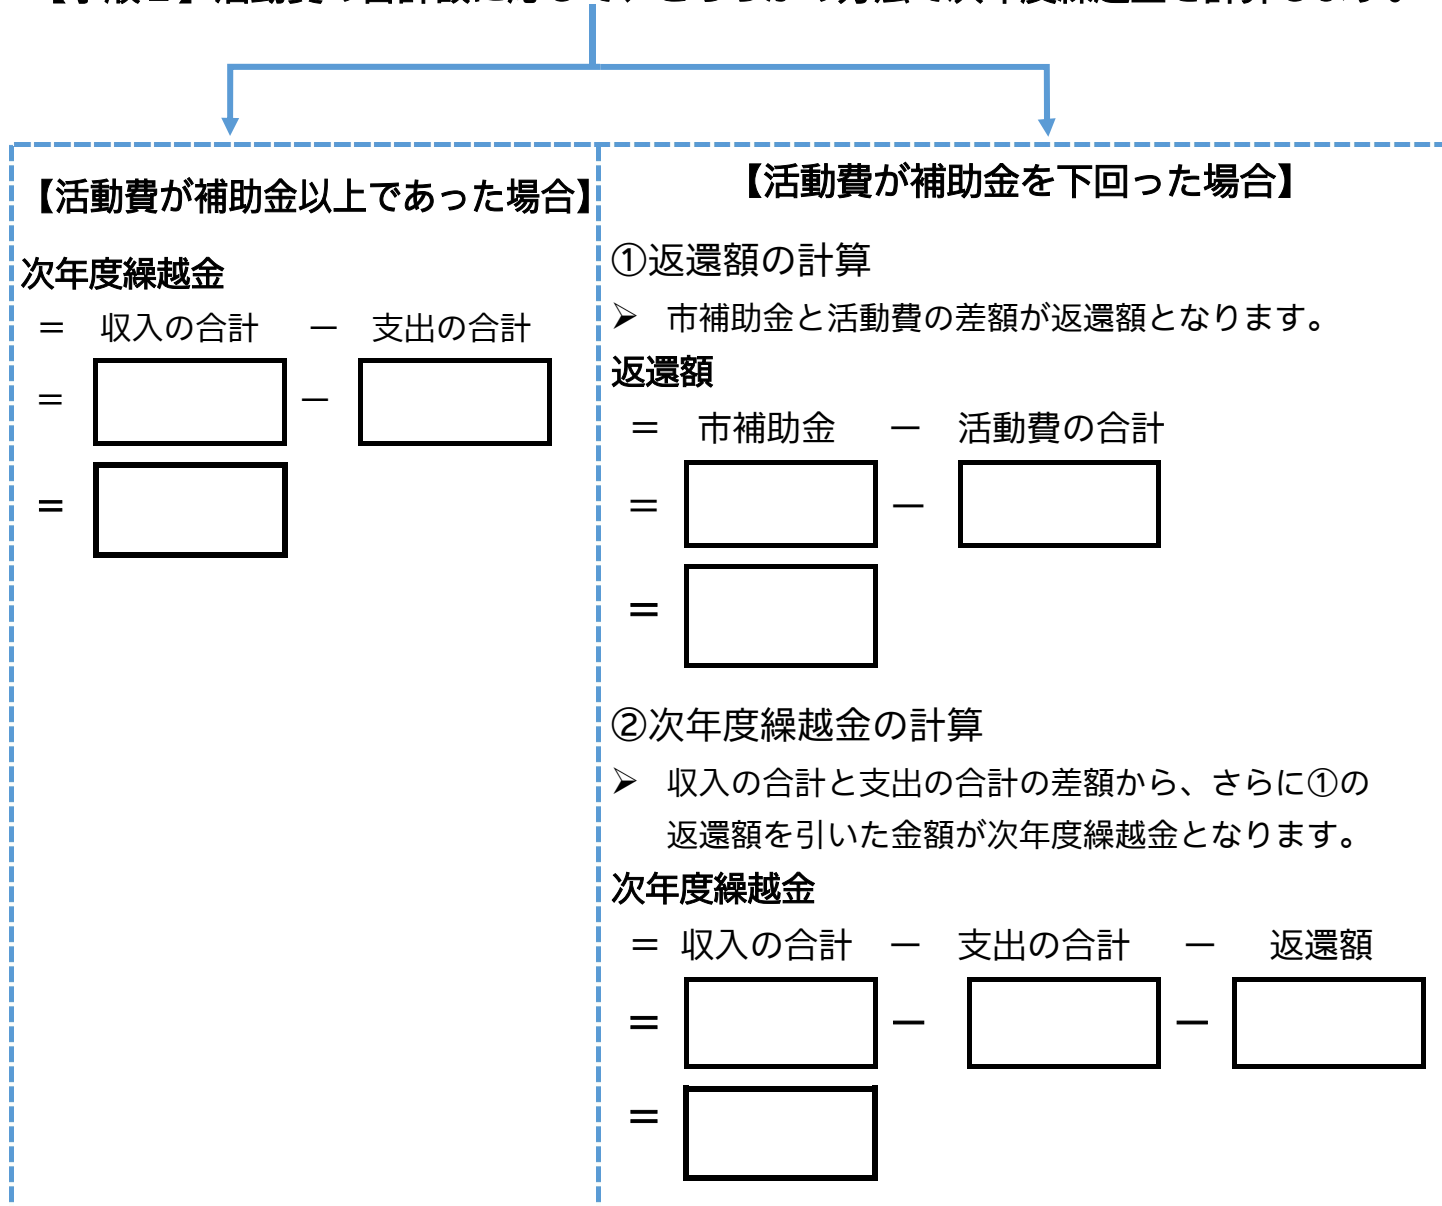 【活動費が補助金以上であった場合】
次年度繰越金
＝ 収入の合計 － 支出の合計
＝ －
＝
【活動費が補助金を下回った場合】
①返還額の計算
➢ 市補助金と活動費の差額が返還額となります。
返還額
＝ 市補助金 － 活動費の合計
＝ －
＝
②次年度繰越金の計算
➢ 収入の合計と支出の合計の差額から、さらに①の
返還額を引いた金額が次年度繰越金となります。
次年度繰越金
＝ 収入の合計 － 支出の合計 － 返還額
＝ － －
＝